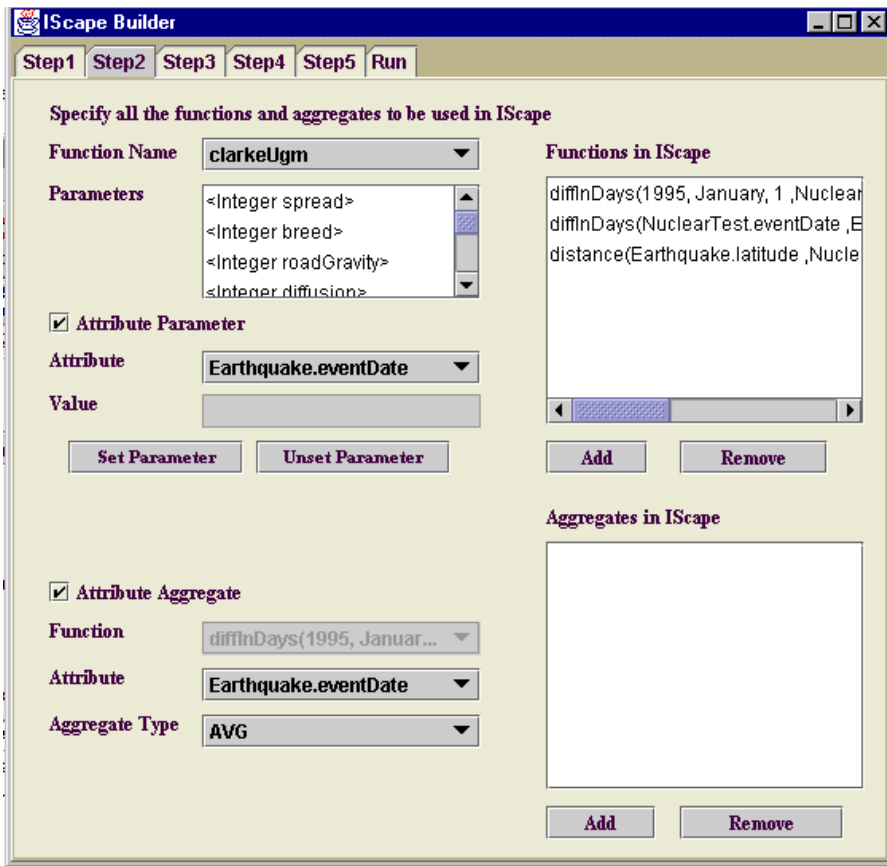 IScape Builder
Step1 Step2 Step3 Step4 Step5 Run
Specify all the functions and aggregates to be used in IScape
Function Name
clarkeUgm
Parameters
<Integer spread>
<Integer breed>
<Integer roadGravity>
<Integer diffusion>
Attribute Parameter
Attribute
Earthquake.eventDate
Value
Set Parameter
Unset Parameter
Functions in IScape
diffInDays(1995, January, 1 ,Nuclear
diffInDays(NuclearTest.eventDate ,E
distance(Earthquake.latitude ,Nucle
Add
Remove
Attribute Aggregate
Function
diffInDays(1995, Januar...
Attribute
Earthquake.eventDate
Aggregate Type
AVG
Aggregates in IScape
Add
Remove